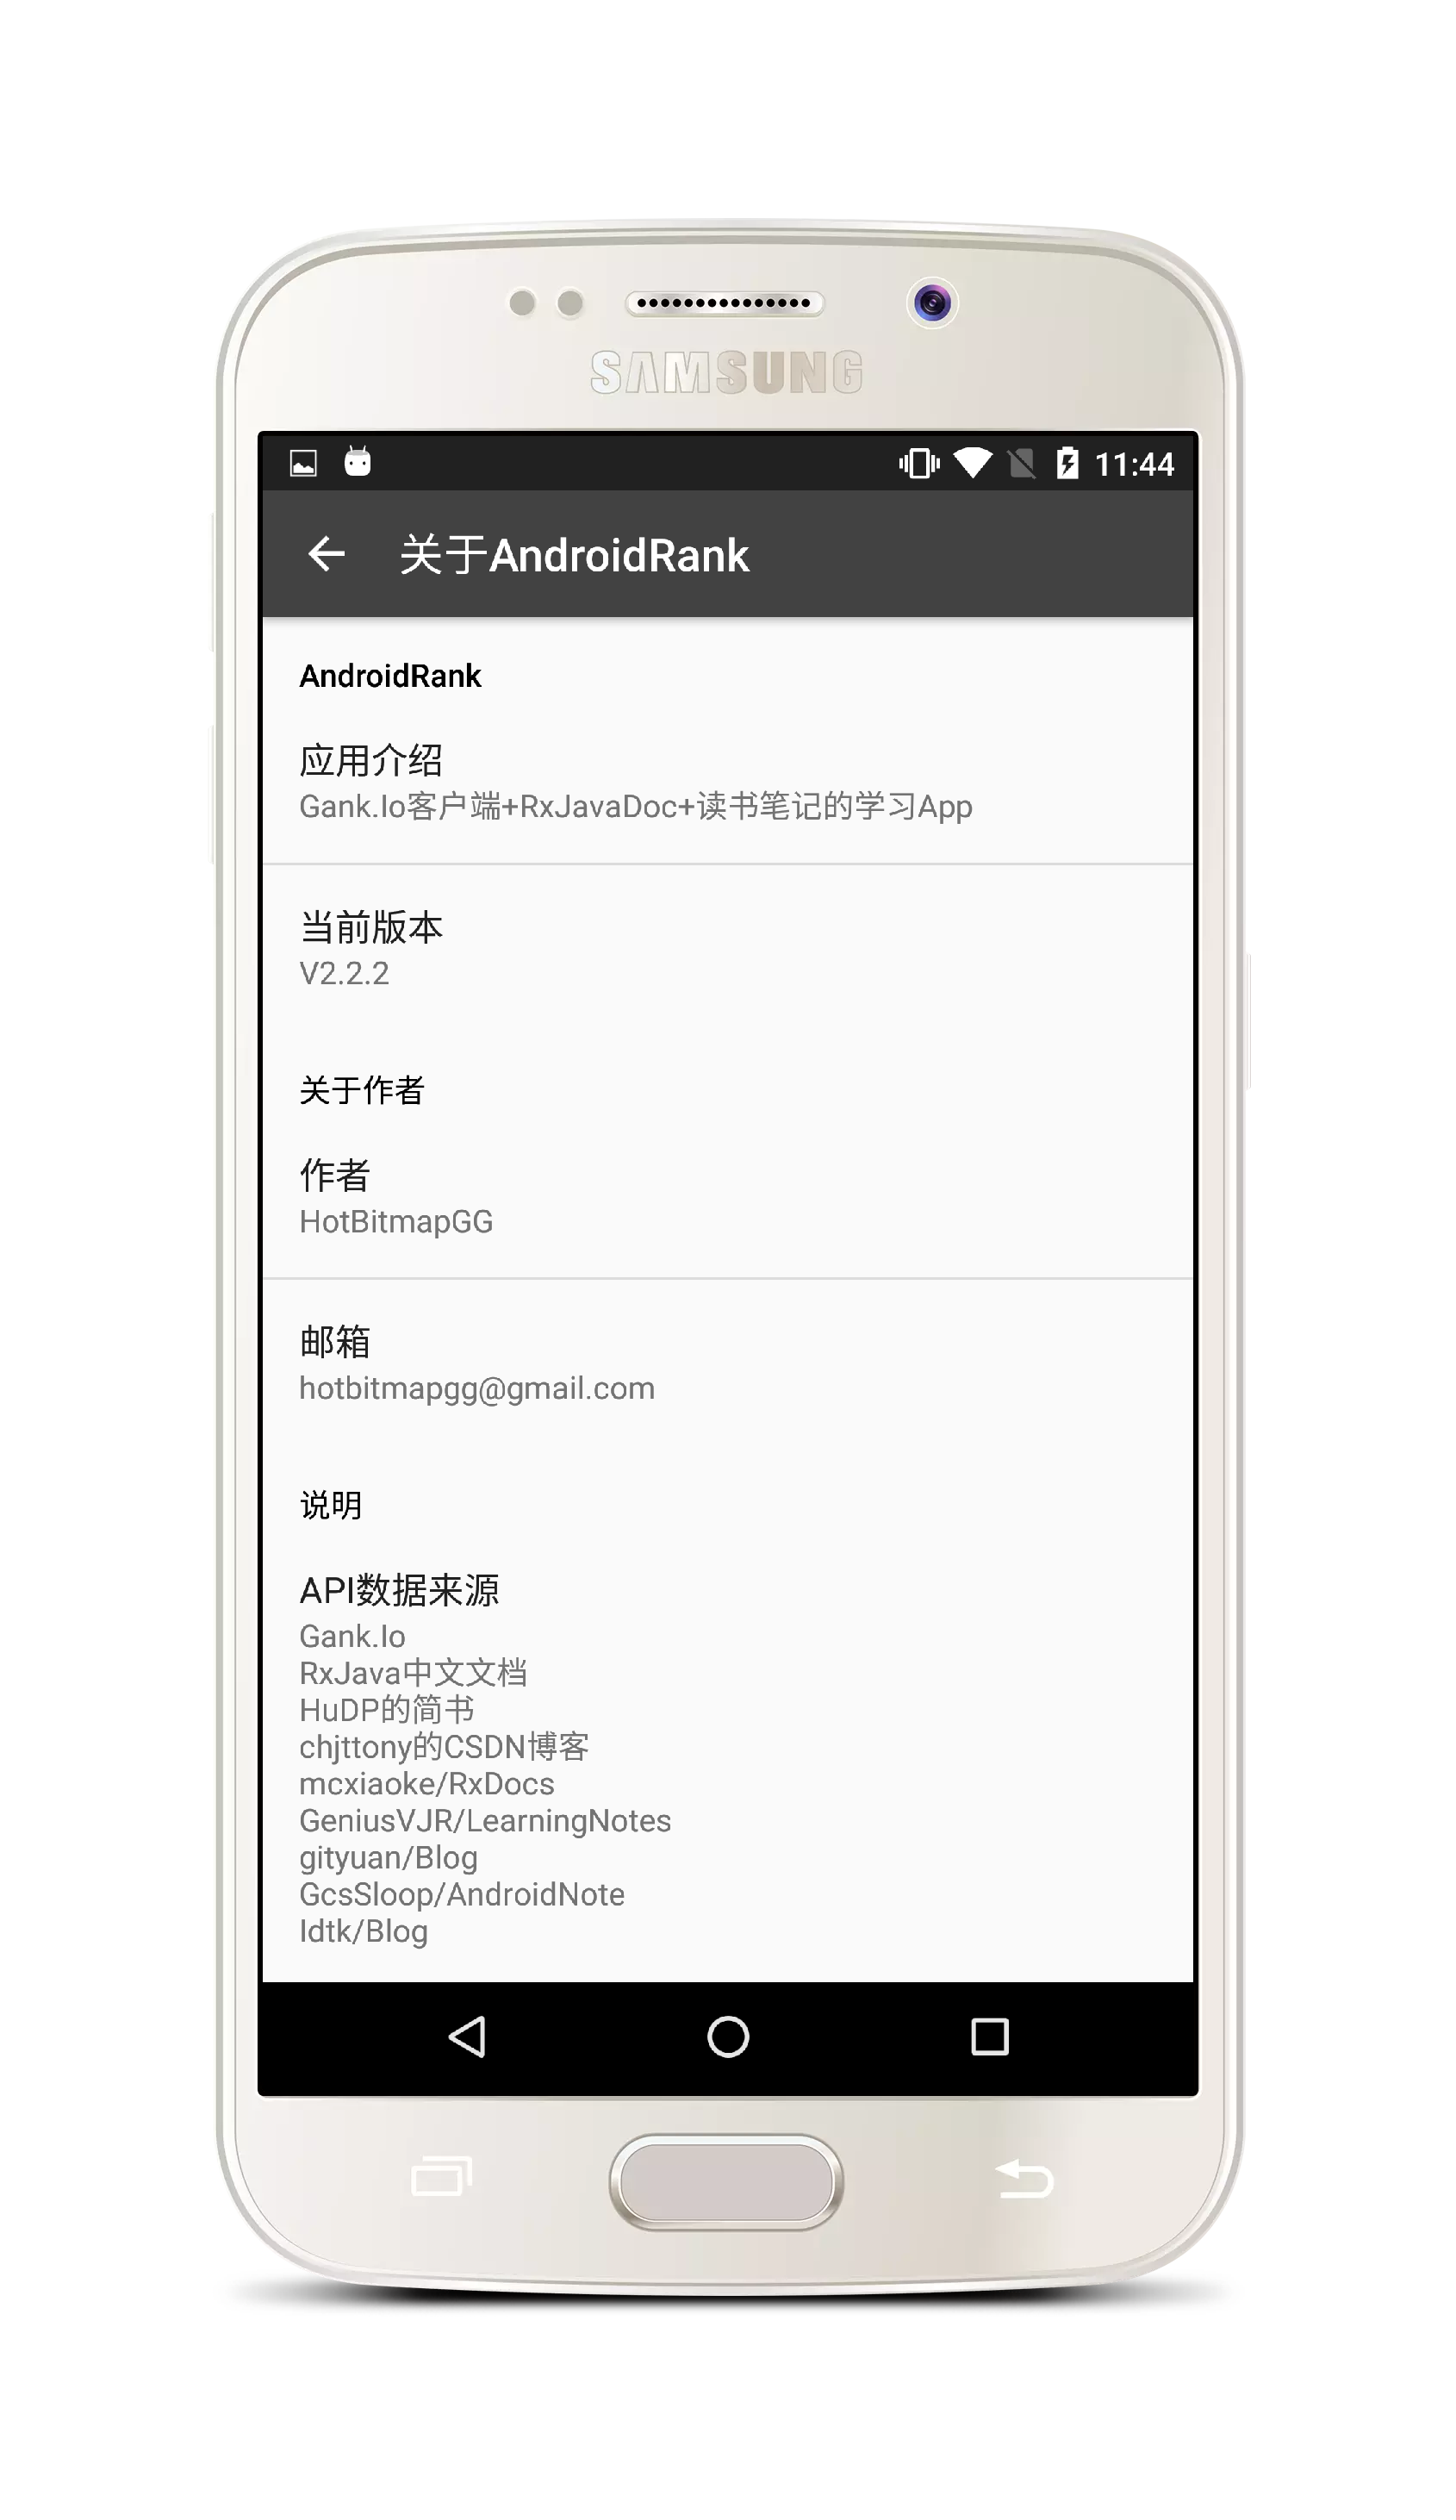 SAMSUNG
11:44
关于AndroidRank
AndroidRank
应用介绍
Gank.Io客户端+RxJavaDoc+读书笔记的学习App
当前版本
V2.2.2
关于作者
作者
HotBitmapGG
邮箱
hotbitmapgg@gmail.com
说明
API数据来源
Gank.Io
RxJava中文文档
HuDP的简书
chjttony的CSDN博客
mcxiaoke/RxDocs
GeniusVJR/LearningNotes
gityuan/Blog
GcsSloop/AndroidNote
Idtk/Blog